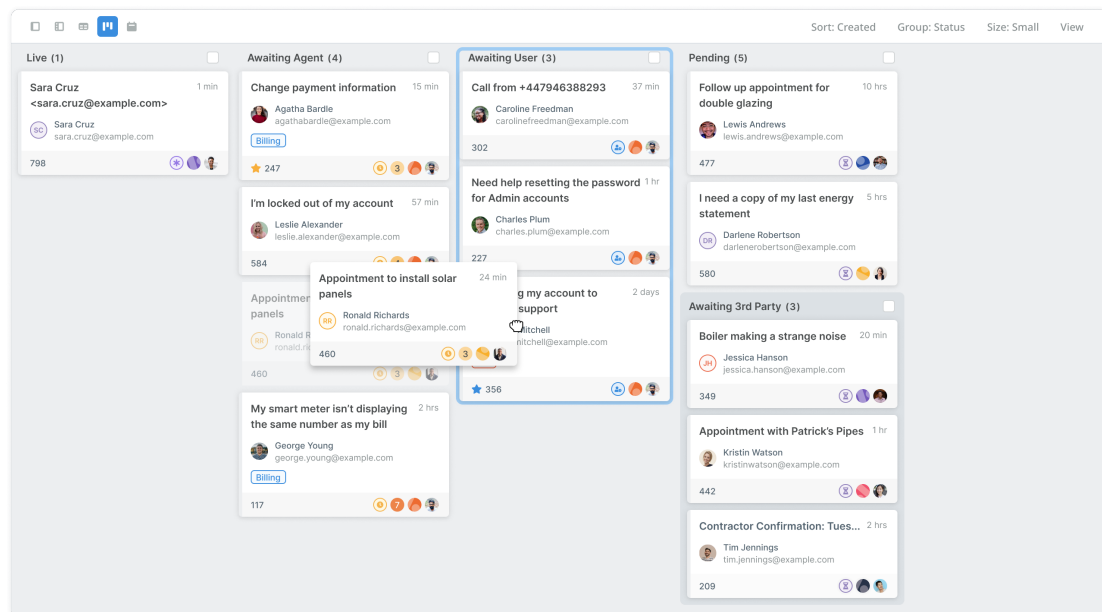 Sort: Created Group: Status Size: Small View
Live (1)
Sara Cruz 1 min
<sara.cruz@example.com>
SC Sara Cruz
sara.cruz@example.com
798
Awaiting Agent (4)
Change payment information 15 min
Agatha Bardle
agathabardle@example.com
Billing
247 3
I'm locked out of my account 57 min
Leslie Alexander
leslie.alexander@example.com
584
Appointment to install solar 24 min
panels
RR Ronald Richards
ronald.richards@example.com
460 3
Appointmen
panels
RR Ronald R
ronald.ric
460 3
My smart meter isn't displaying 2 hrs
the same number as my bill
George Young
george.young@example.com
Billing
117 7
Awaiting User (3)
Call from +447946388293 37 min
Caroline Freedman
carolinefreedman@example.com
302
Need help resetting the password 1 hr
for Admin accounts
Charles Plum
charles.plum@example.com
227
g my account to 2 days
support
mitchell@example.com
356
Pending (5)
Follow up appointment for 10 hrs
double glazing
Lewis Andrews
lewis.andrews@example.com
477
I need a copy of my last energy 5 hrs
statement
DR Darlene Robertson
darlenerobertson@example.com
580
Awaiting 3rd Party (3)
Boiler making a strange noise 20 min
JH Jessica Hanson
jessica.hanson@example.com
349
Appointment with Patrick's Pipes 1 hr
Kristin Watson
kristinwatson@example.com
442
Contractor Confirmation: Tues... 2 hrs
Tim Jennings
tim.jennings@example.com
209